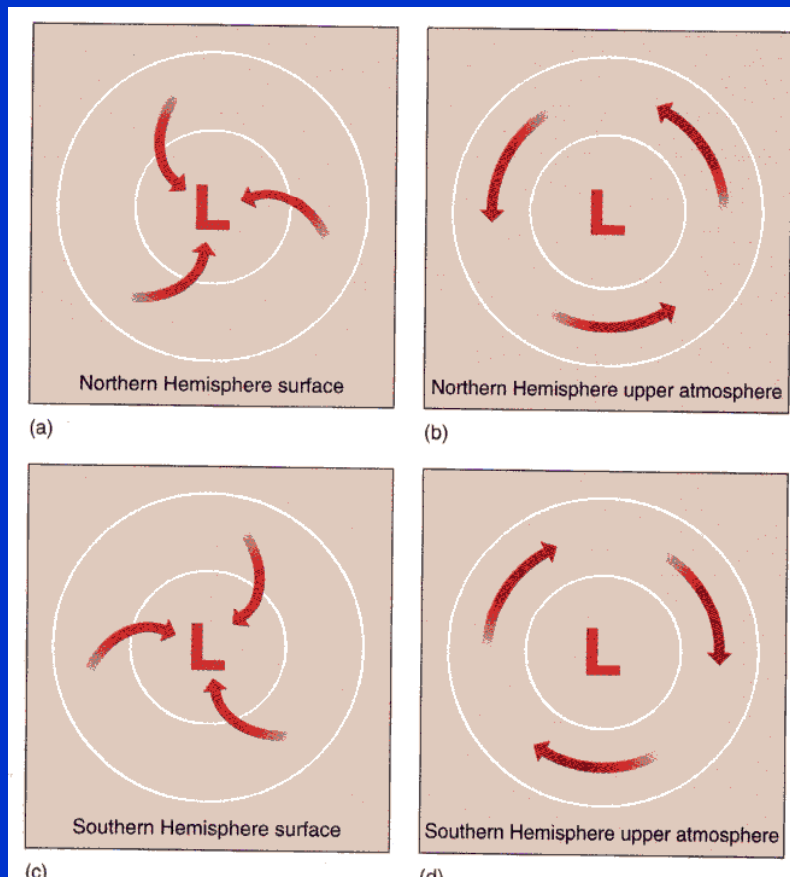 L
Northern Hemisphere surface
(a)
L
Northern Hemisphere upper atmosphere
(b)
L
Southern Hemisphere surface
(c)
L
Southern Hemisphere upper atmosphere
(d)